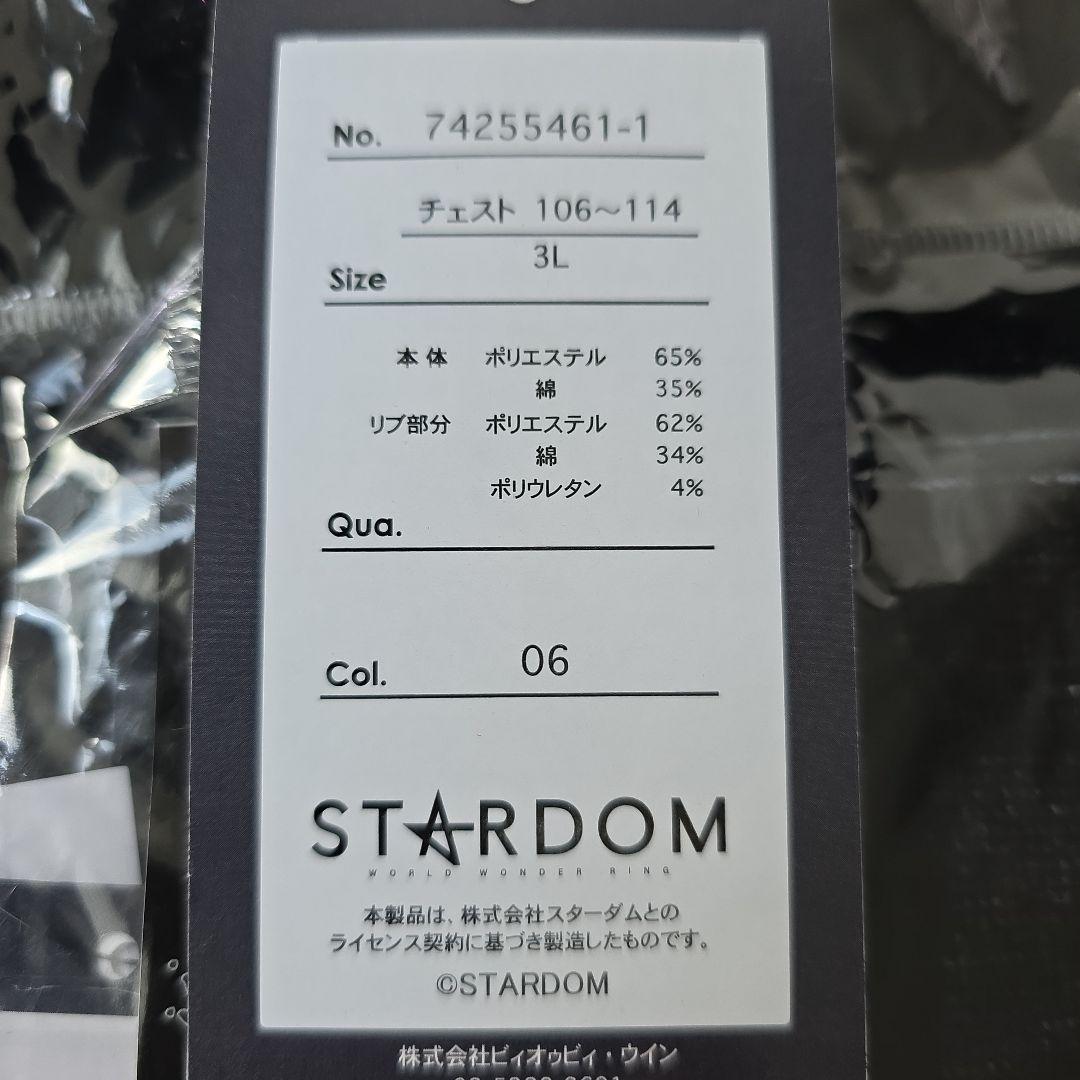 No. 74255461-1
チェスト 106～114
3L
Size
本体 ポリエステル 65%
綿 35%
リブ部分 ポリエステル 62%
綿 34%
ポリウレタン 4%
Qua.
Col. 06
STARDOM
WORLD WONDER RING
本製品は、株式会社スターダムとの
ライセンス契約に基づき製造したものです。
©STARDOM
株式会社ビィオゥビィ・ウイン